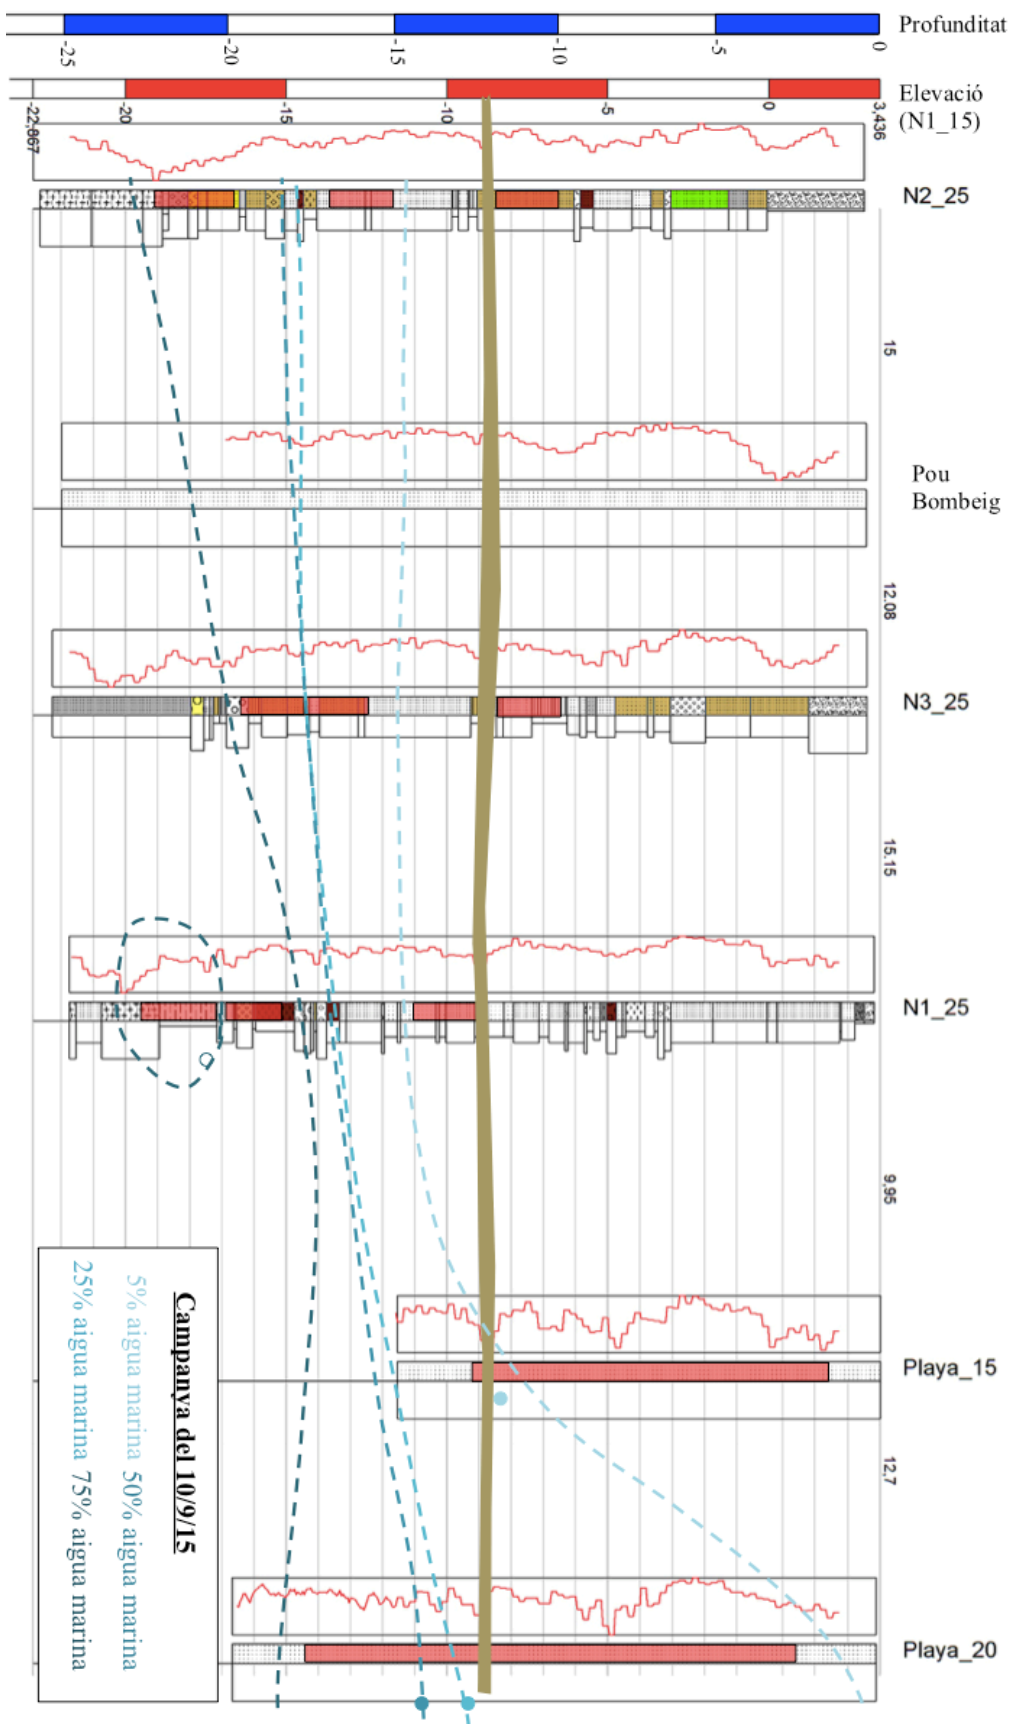 Profunditat
-25
-20
-15
-10
-5
0
Elevació
(N1_15)
-22,867
-20
-15
-10
-5
0
3,436
N2_25
15
Pou
Bombeig
12.08
N3_25
15.15
N1_25
9,95
Playa_15
12,7
Playa_20
Campanya del 10/9/15
5% aigua marina 50% aigua marina
25% aigua marina 75% aigua marina